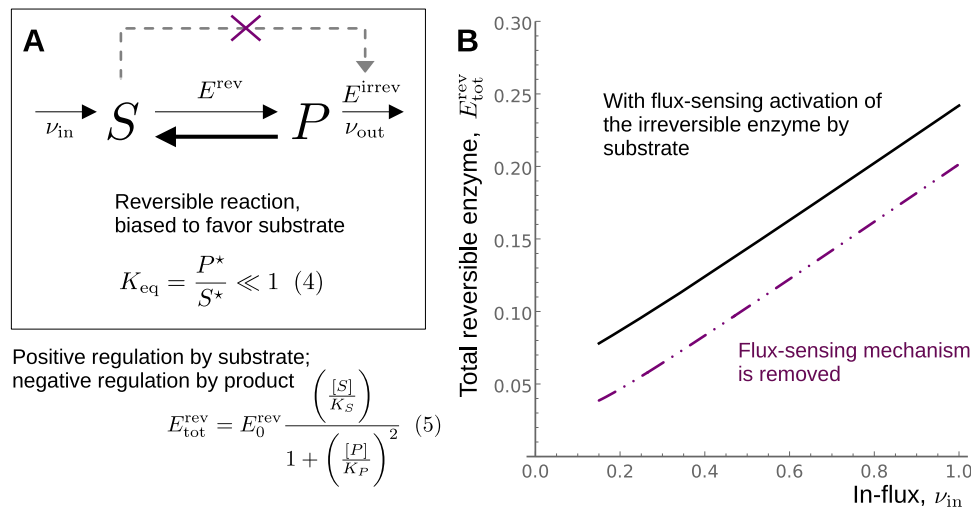 A
E^rev
E^irrev
ν_in
S
P
ν_out
Reversible reaction,
biased to favor substrate
K_eq = P⋆/S⋆ ≪ 1 (4)
Positive regulation by substrate;
negative regulation by product
E_tot^rev = E_0^rev ([S]/K_S) / (1 + ([P]/K_P)^2) (5)
B
Total reversible enzyme, E_tot^rev
0.30
0.25
0.20
0.15
0.10
0.05
With flux-sensing activation of
the irreversible enzyme by
substrate
Flux-sensing mechanism
is removed
0.0 0.2 0.4 0.6 0.8 1.0
In-flux, ν_in